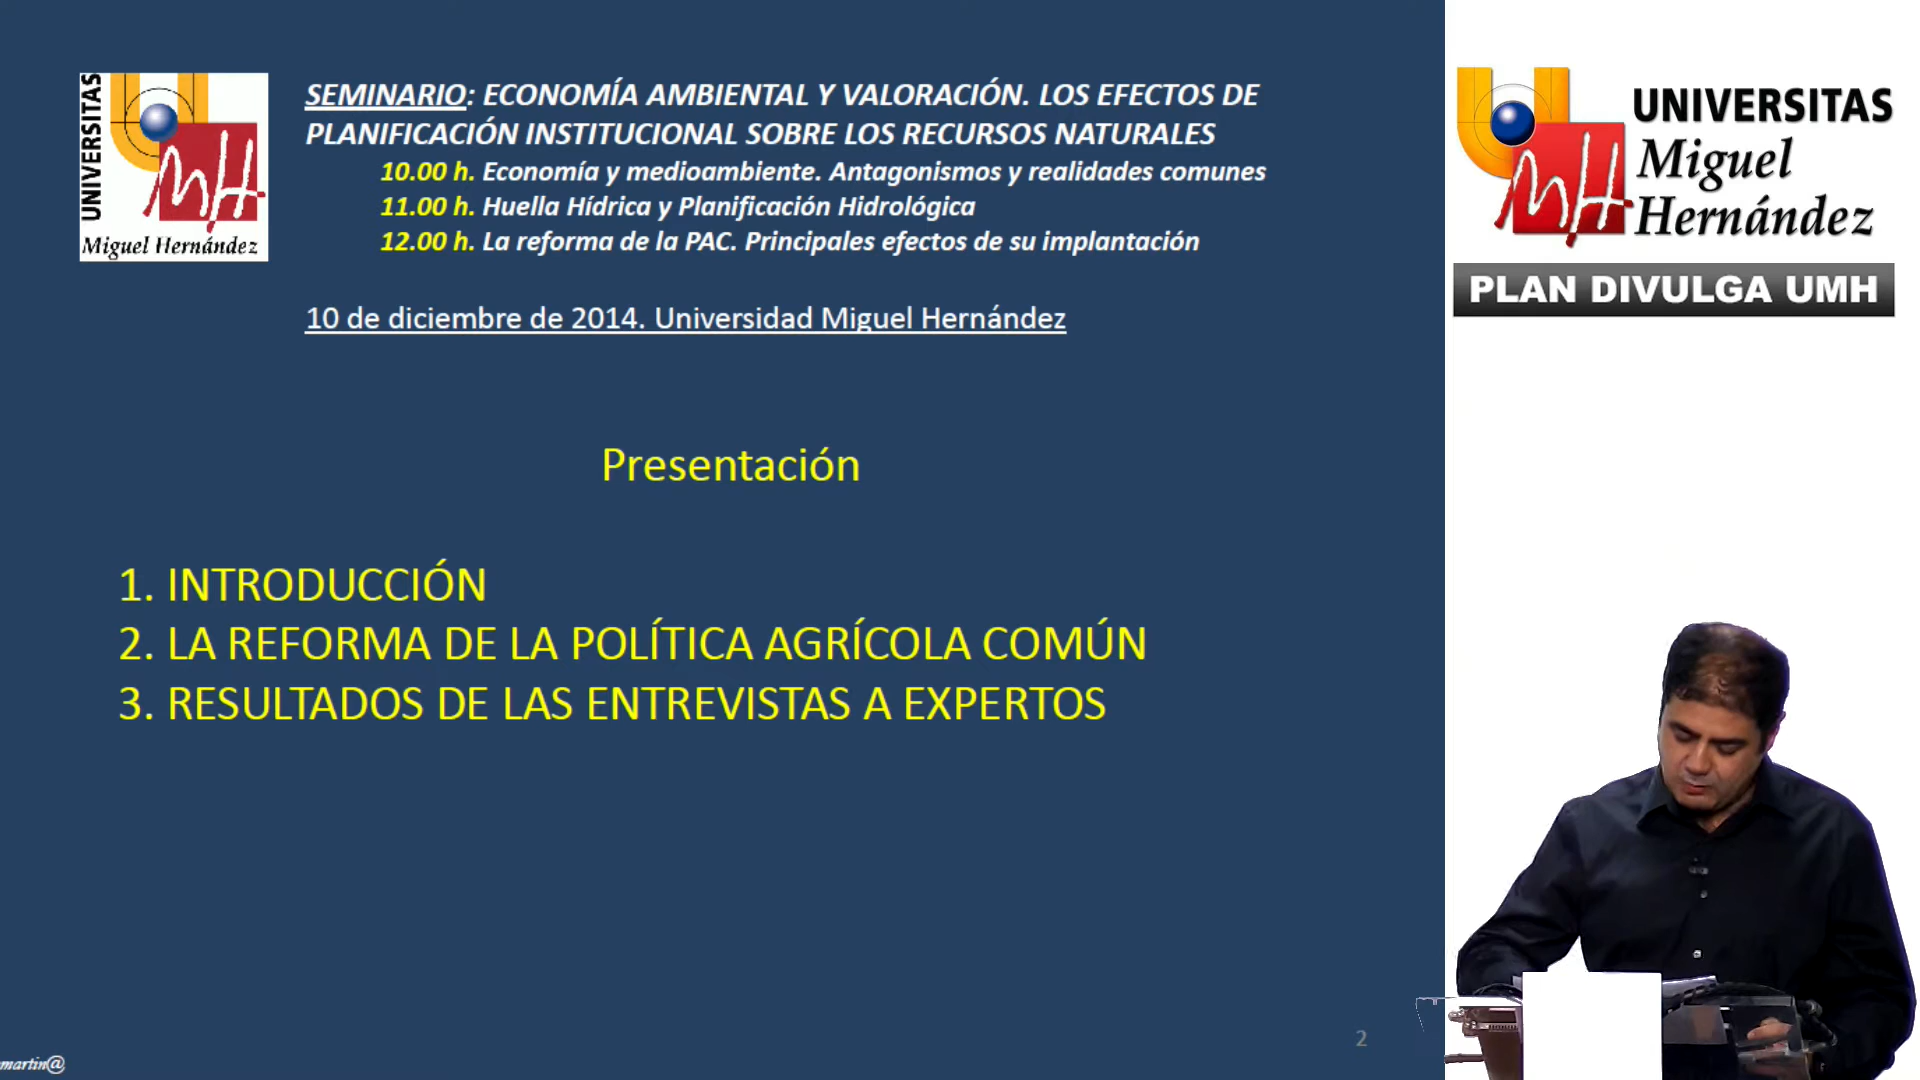 UNIVERSITAS
Miguel Hernández
SEMINARIO: ECONOMÍA AMBIENTAL Y VALORACIÓN. LOS EFECTOS DE
PLANIFICACIÓN INSTITUCIONAL SOBRE LOS RECURSOS NATURALES
10.00 h. Economía y medioambiente. Antagonismos y realidades comunes
11.00 h. Huella Hídrica y Planificación Hidrológica
12.00 h. La reforma de la PAC. Principales efectos de su implantación
10 de diciembre de 2014. Universidad Miguel Hernández
Presentación
1. INTRODUCCIÓN
2. LA REFORMA DE LA POLÍTICA AGRÍCOLA COMÚN
3. RESULTADOS DE LAS ENTREVISTAS A EXPERTOS
2
martin@
UNIVERSITAS
Miguel
Hernández
PLAN DIVULGA UMH